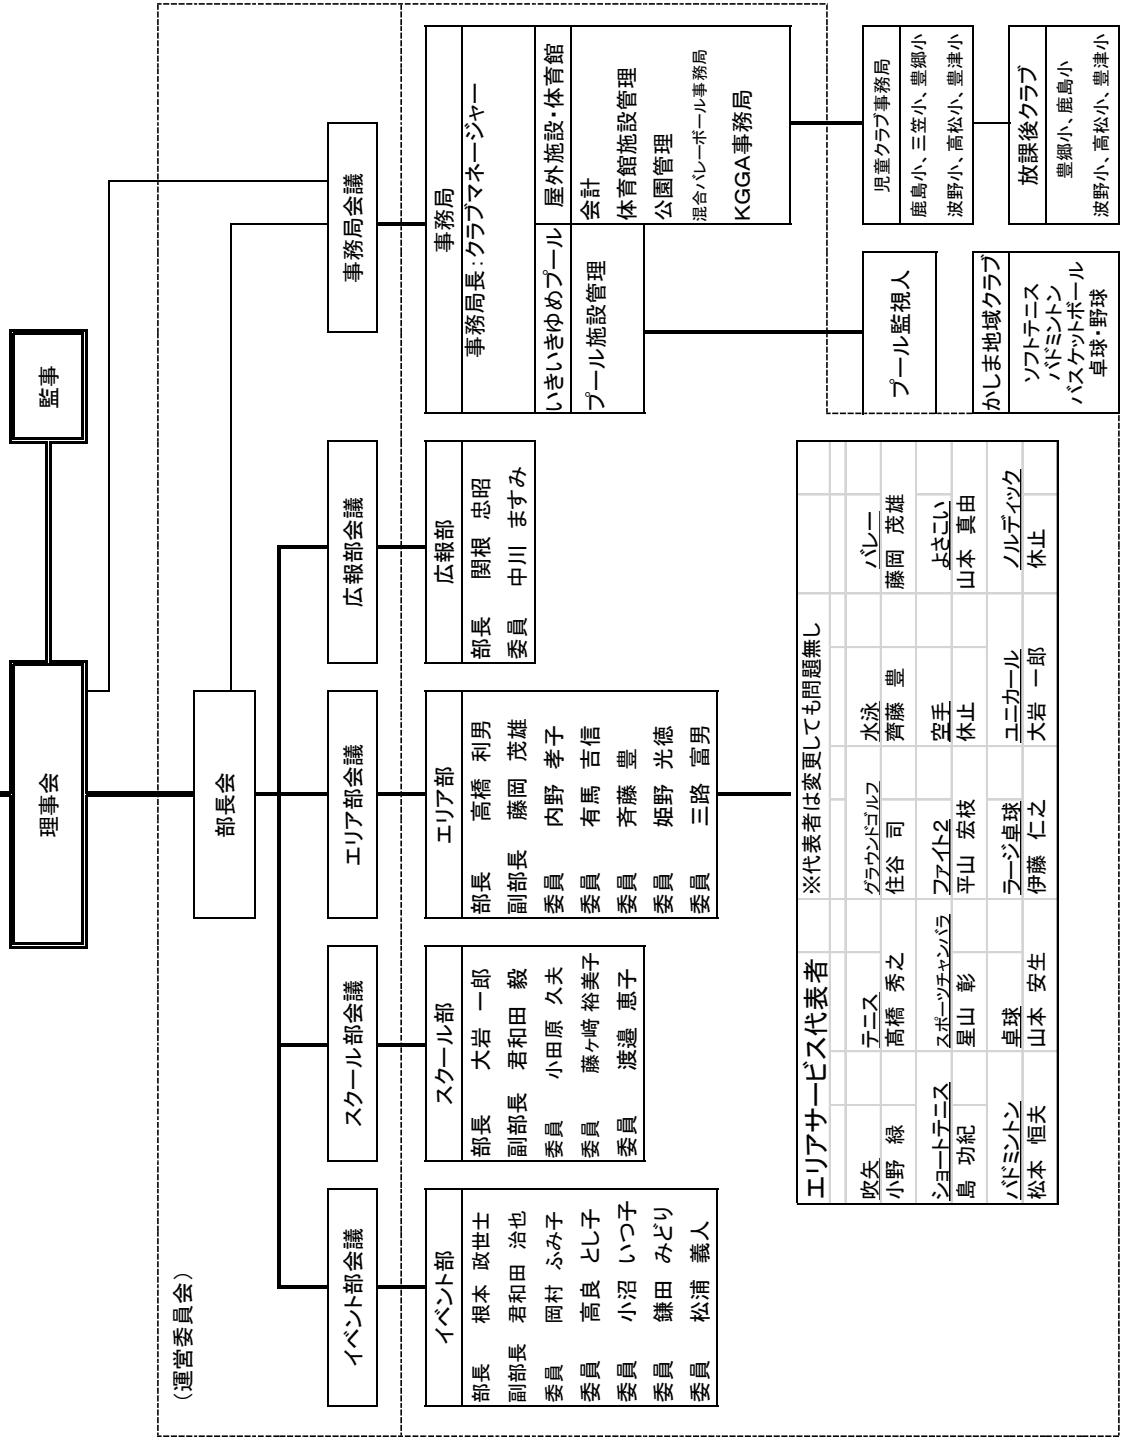 理事会
監事
(運営委員会)
部長会
イベント部会議
スクール部会議
エリア部会議
広報部会議
事務局会議
イベント部
部長 根本 政世士
副部長 君和田 治也
委員 岡村 ふみ子
委員 高良 とし子
委員 小沼 いつ子
委員 鎌田 みどり
委員 松浦 義人
スクール部
部長 大岩 一郎
副部長 君和田 毅
委員 小田原 久夫
委員 藤ヶ崎 裕美子
委員 渡邉 恵子
エリア部
部長 高橋 利男
副部長 藤岡 茂雄
委員 内野 孝子
委員 有馬 吉信
委員 斉藤 豊
委員 姫野 光徳
委員 三路 富男
広報部
部長 関根 忠昭
委員 中川 ますみ
事務局
事務局長:クラブマネージャー
いきいきゆめプール
プール施設管理
屋外施設・体育館
会計
体育館施設管理
公園管理
混合バレーボール事務局
KGGA事務局
エリアサービス代表者 ※代表者は変更しても問題無し
吹矢 テニス グラウンドゴルフ 水泳 バレー
小野 緑 髙橋 秀之 住谷 司 齊藤 豊 藤岡 茂雄
ショートテニス スポーツチャンバラ ファイト2 空手 よさこい
島 功紀 星山 彰 平山 宏枝 休止 山本 真由
バドミントン 卓球 ラージ卓球 ユニカール ノルディック
松本 恒夫 山本 安生 伊藤 仁之 大岩 一郎 休止
プール監視人
児童クラブ事務局
鹿島小、三笠小、豊郷小
波野小、高松小、豊津小
かしま地域クラブ
ソフトテニス
バドミントン
バスケットボール
卓球・野球
放課後クラブ
豊郷小、鹿島小
波野小、高松小、豊津小